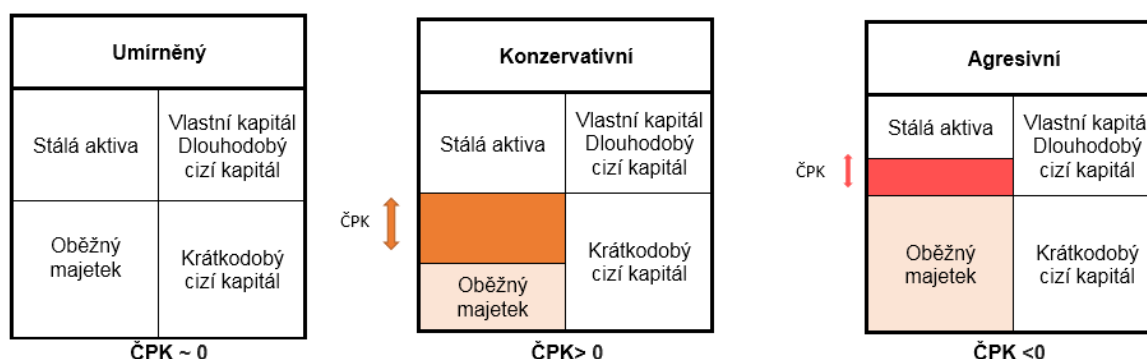 Umírněný
Stálá aktiva
Vlastní kapitál
Dlouhodobý
cizí kapitál
Oběžný
majetek
Krátkodobý
cizí kapitál
ČPK ~ 0
Konzervativní
Stálá aktiva
Vlastní kapitál
Dlouhodobý
cizí kapitál
ČPK
Krátkodobý
cizí kapitál
Oběžný
majetek
ČPK> 0
Agresivní
Stálá aktiva
Vlastní kapitá
Dlouhodobý
cizí kapitál
ČPK
Oběžný
majetek
Krátkodobý
cizí kapitál
ČPK <0